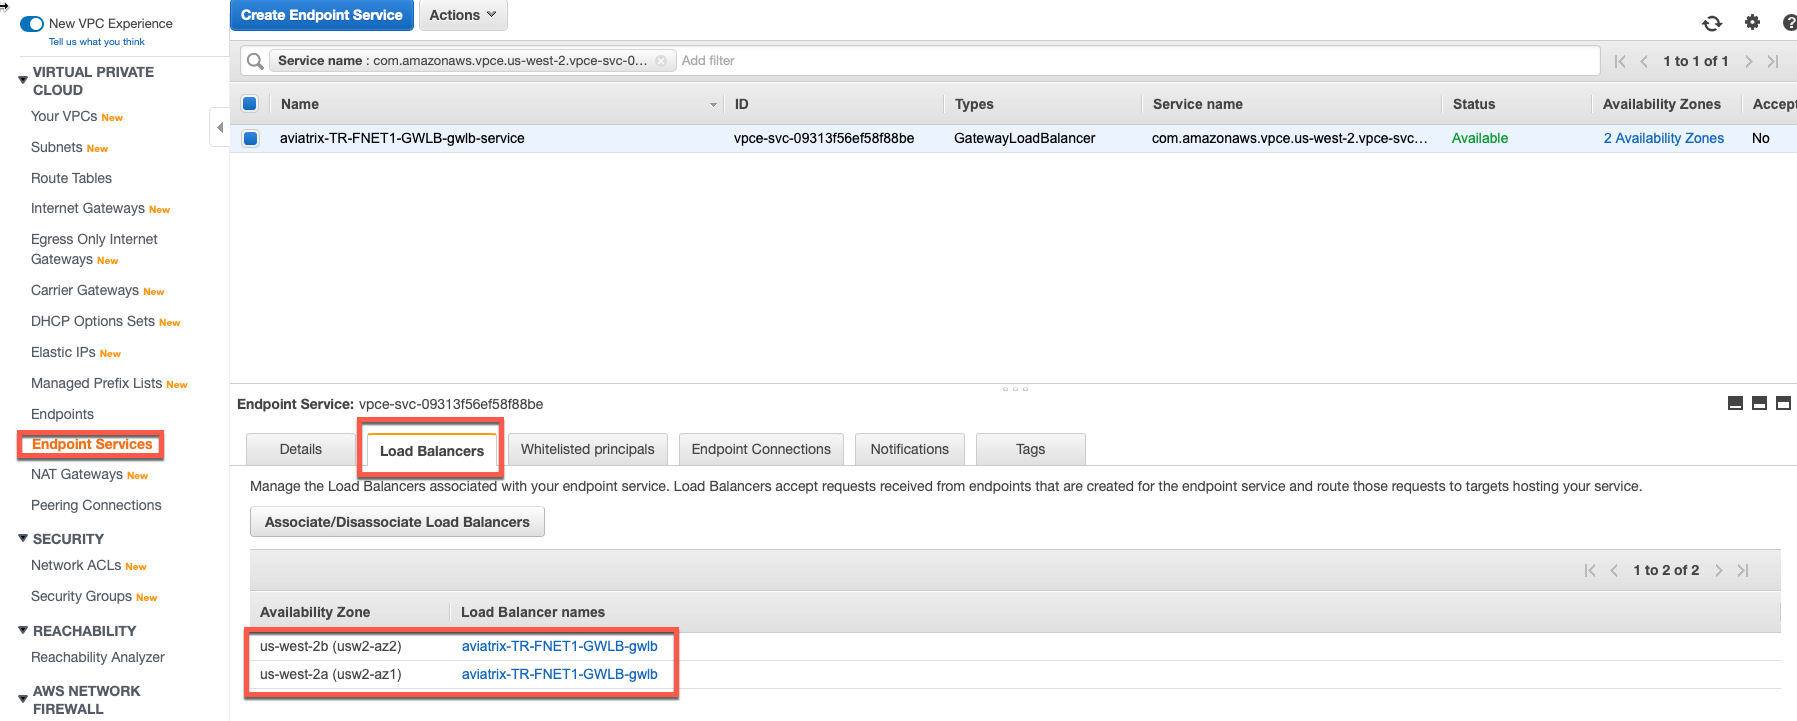 New VPC Experience
Tell us what you think
VIRTUAL PRIVATE
CLOUD
Your VPCs New
Subnets New
Route Tables
Internet Gateways New
Egress Only Internet
Gateways New
Carrier Gateways New
DHCP Options Sets New
Elastic IPs New
Managed Prefix Lists New
Endpoints
Endpoint Services
NAT Gateways New
Peering Connections
SECURITY
Network ACLs New
Security Groups New
REACHABILITY
Reachability Analyzer
AWS NETWORK
FIREWALL
Create Endpoint Service Actions
Service name : com.amazonaws.vpce.us-west-2.vpce-svc-0... Add filter
1 to 1 of 1
Name ID Types Service name Status Availability Zones Accept
aviatrix-TR-FNET1-GWLB-gwlb-service vpce-svc-09313f56ef58f88be GatewayLoadBalancer com.amazonaws.vpce.us-west-2.vpce-svc... Available 2 Availability Zones No
Endpoint Service: vpce-svc-09313f56ef58f88be
Details Load Balancers Whitelisted principals Endpoint Connections Notifications Tags
Manage the Load Balancers associated with your endpoint service. Load Balancers accept requests received from endpoints that are created for the endpoint service and route those requests to targets hosting your service.
Associate/Disassociate Load Balancers
1 to 2 of 2
Availability Zone Load Balancer names
us-west-2b (usw2-az2) aviatrix-TR-FNET1-GWLB-gwlb
us-west-2a (usw2-az1) aviatrix-TR-FNET1-GWLB-gwlb